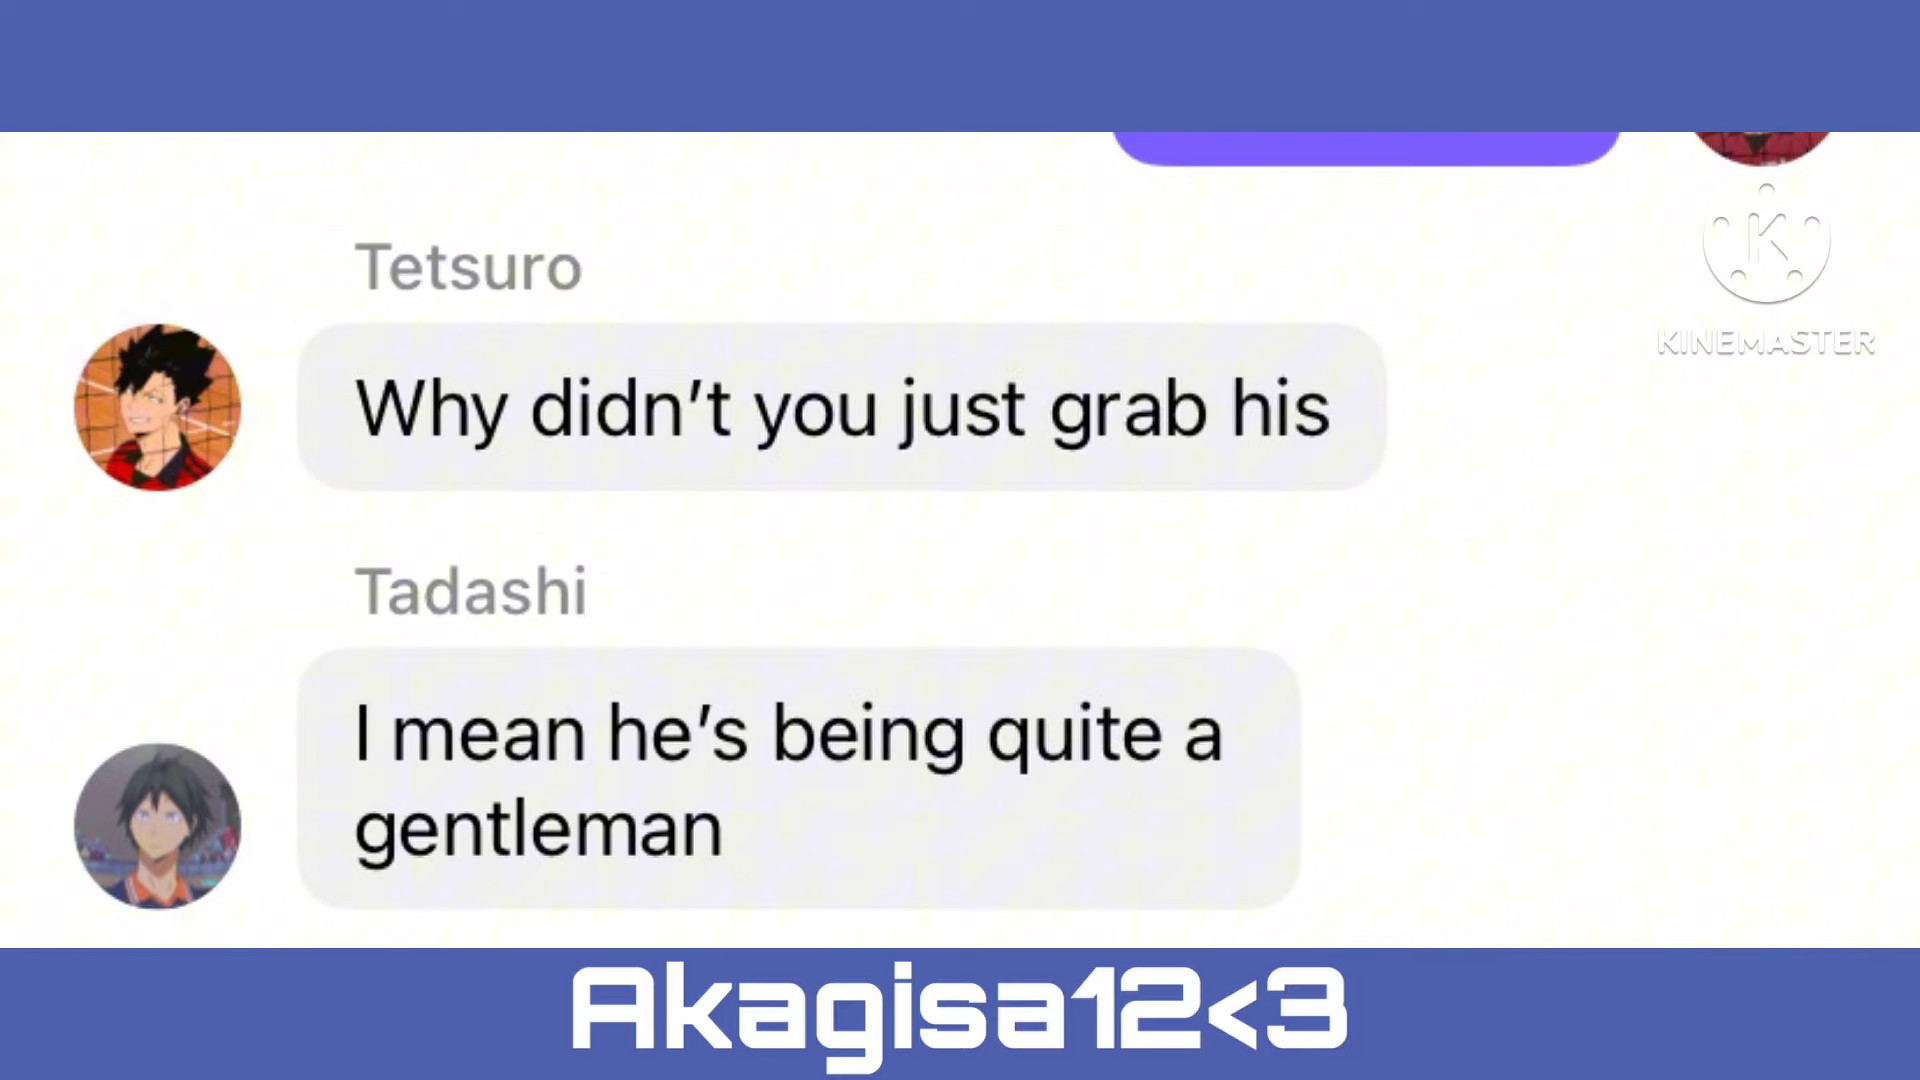 Tetsuro
Why didn’t you just grab his
K
KINEMASTER
Tadashi
I mean he’s being quite a
gentleman
Akagisa12<3